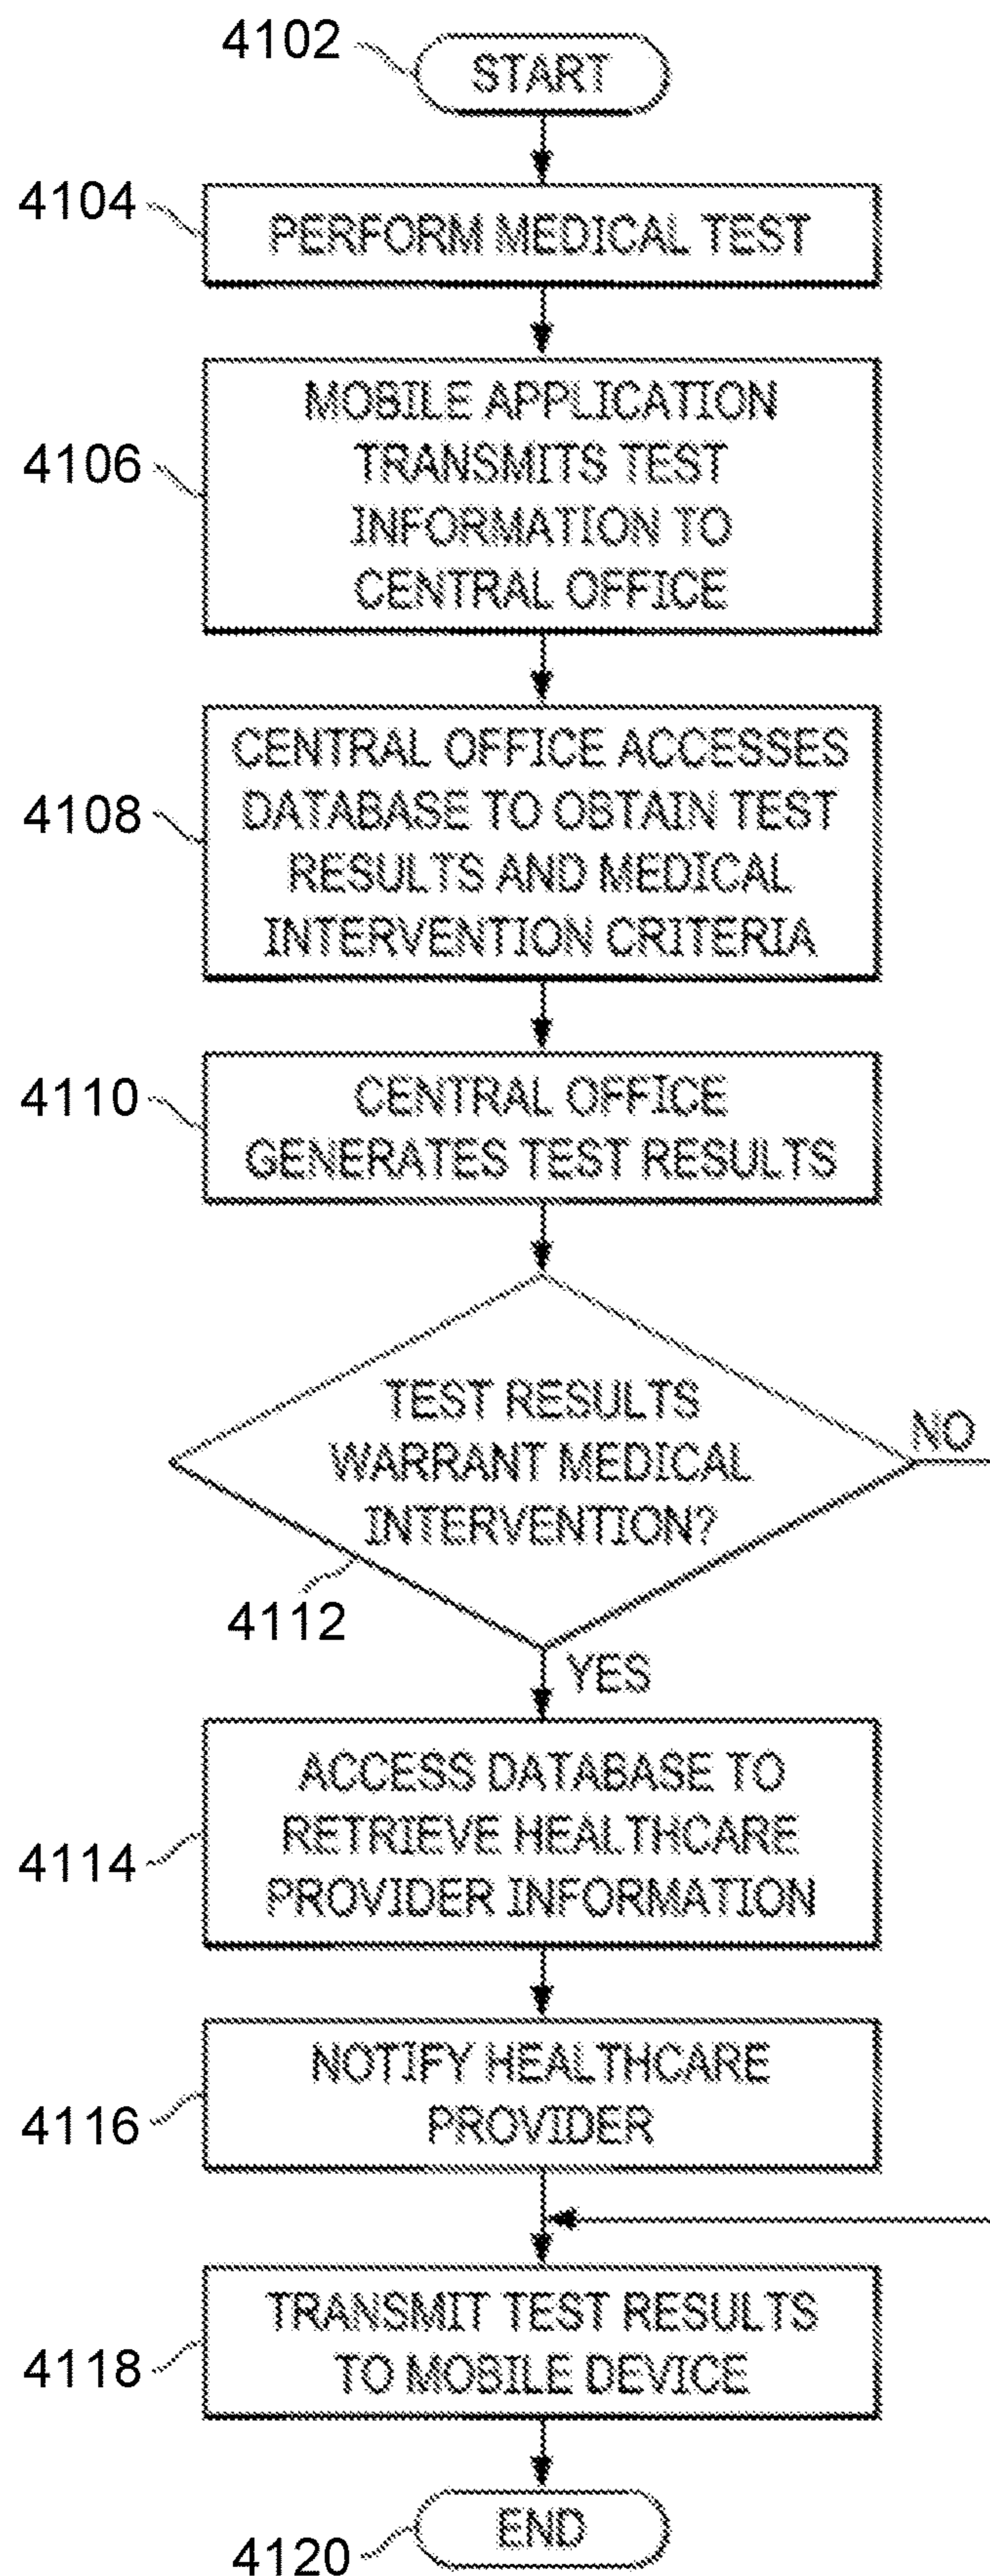 4102
START
4104
PERFORM MEDICAL TEST
4106
MOBILE APPLICATION
TRANSMITS TEST
INFORMATION TO
CENTRAL OFFICE
4108
CENTRAL OFFICE ACCESSES
DATABASE TO OBTAIN TEST
RESULTS AND MEDICAL
INTERVENTION CRITERIA
4110
CENTRAL OFFICE
GENERATES TEST RESULTS
TEST RESULTS
WARRANT MEDICAL
INTERVENTION?
NO
4112
YES
4114
ACCESS DATABASE TO
RETRIEVE HEALTHCARE
PROVIDER INFORMATION
4116
NOTIFY HEALTHCARE
PROVIDER
4118
TRANSMIT TEST RESULTS
TO MOBILE DEVICE
4120
END